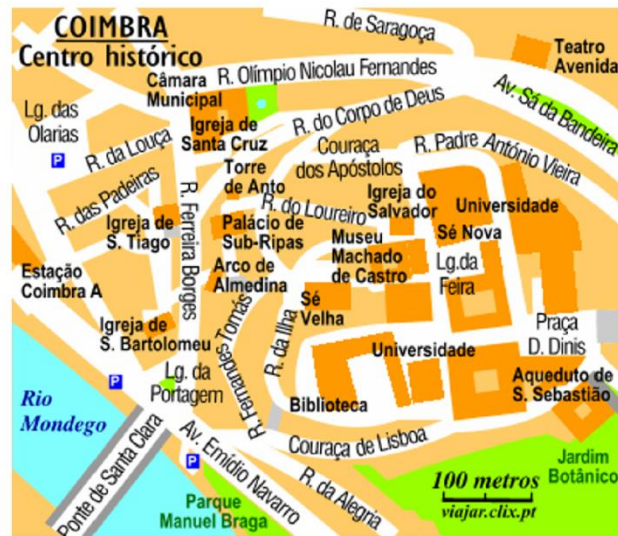 COIMBRA
Centro histórico
R. de Saragoça
Teatro
Avenida
Câmara
Municipal
R. Olímpio Nicolau Fernandes
Av. Sá da Bandeira
Lg. das
Olarias
P
R. da Louça
Igreja de
Santa Cruz
R. do Corpo de Deus
Couraça
dos Apóstolos
R. Padre António Vieira
R. das Padeiras
Torre
de Anto
R. Ferreira Borges
R. do Loureiro
Igreja do
Salvador
Universidade
Igreja de
S. Tiago
Palácio de
Sub-Ripas
Museu
Machado
de Castro
Sé Nova
Estação
Coimbra A
Arco de
Almedina
Lg.da
Feira
Sé
Velha
Igreja de
S. Bartolomeu
R. Fernandes Tomás
R. da Ilha
Universidade
Praça
D. Dinis
P
Lg. da
Portagem
Aqueduto de
S. Sebastião
Rio
Mondego
Biblioteca
Ponte de Santa Clara
Av. Emídio Navarro
Couraça de Lisboa
P
R. da Alegria
Jardim
Botânico
Parque
Manuel Braga
100 metros
viajar.clix.pt